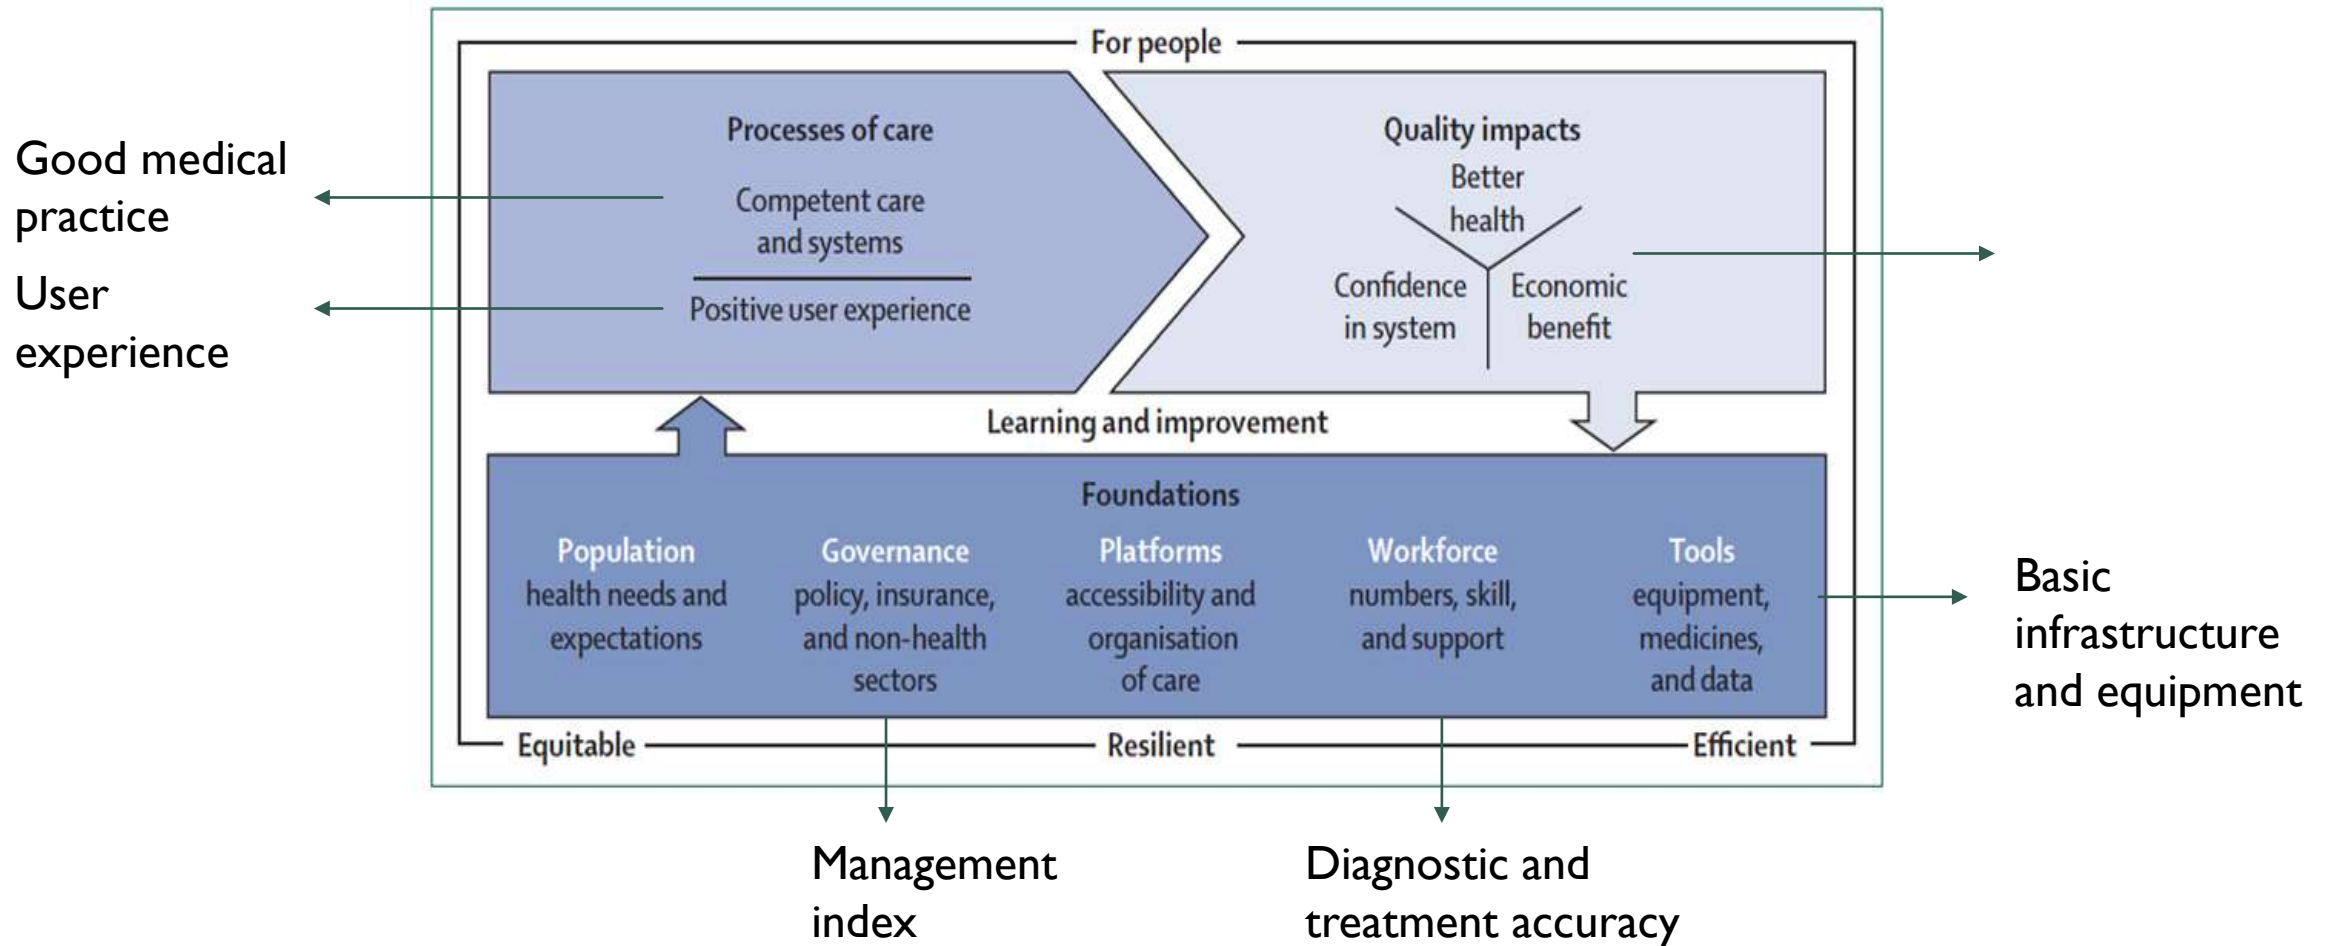 For people
Good medical
practice
User
experience
Processes of care
Competent care
and systems
Positive user experience
Quality impacts
Better
health
Confidence
in system
Economic
benefit
Learning and improvement
Foundations
Population
health needs and
expectations
Governance
policy, insurance,
and non-health
sectors
Platforms
accessibility and
organisation
of care
Workforce
numbers, skill,
and support
Tools
equipment,
medicines,
and data
Basic
infrastructure
and equipment
Equitable
Resilient
Efficient
Management
index
Diagnostic and
treatment accuracy